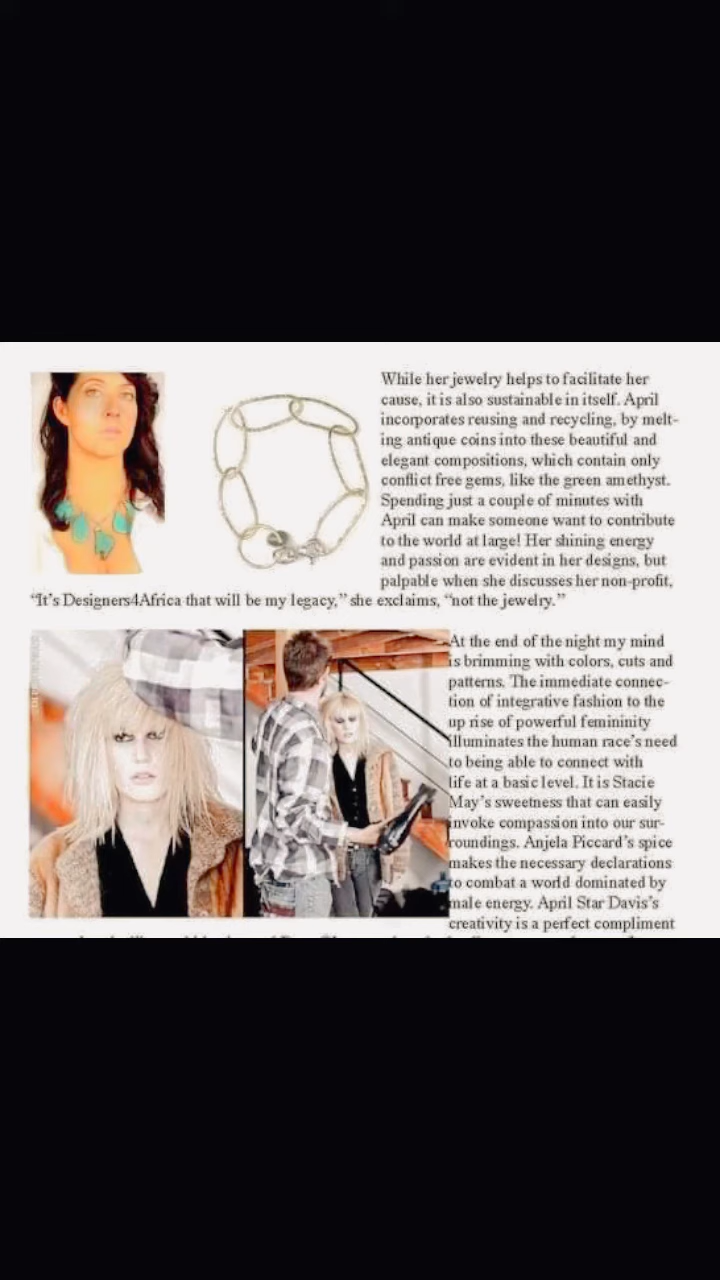 While her jewelry helps to facilitate her
cause, it is also sustainable in itself. April
incorporates reusing and recycling, by melt-
ing antique coins into these beautiful and
elegant compositions, which contain only
conflict free gems, like the green amethyst.
Spending just a couple of minutes with
April can make someone want to contribute
to the world at large! Her shining energy
and passion are evident in her designs, but
palpable when she discusses her non-profit,
“It’s Designers4Africa that will be my legacy,” she exclaims, “not the jewelry.”
At the end of the night my mind
is brimming with colors, cuts and
patterns. The immediate connec-
tion of integrative fashion to the
up rise of powerful femininity
illuminates the human race’s need
to being able to connect with
life at a basic level. It is Stacie
May’s sweetness that can easily
invoke compassion into our sur-
roundings. Anjela Piccard’s spice
makes the necessary declarations
to combat a world dominated by
male energy. April Star Davis’s
creativity is a perfect compliment